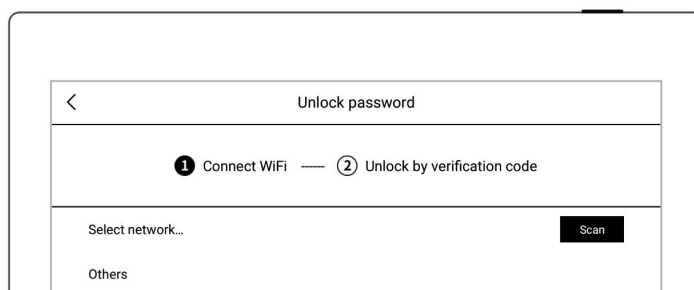 Unlock password
1 Connect WiFi ------ 2 Unlock by verification code
Select network... Scan
Others